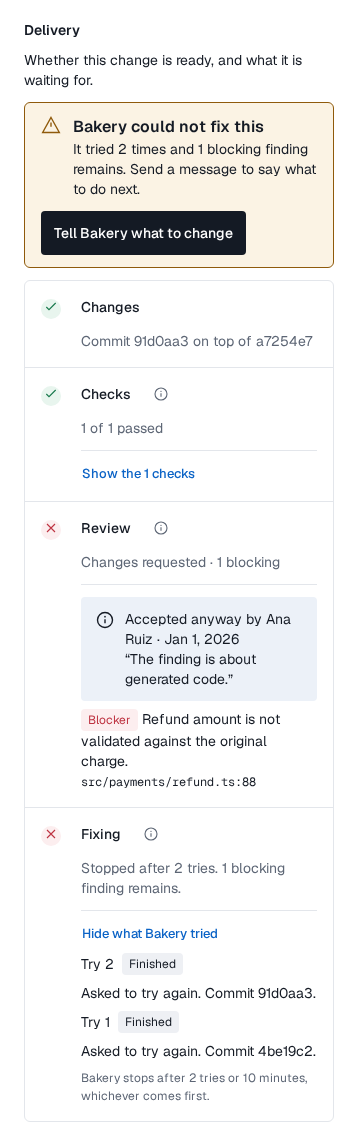 Delivery
Whether this change is ready, and what it is
waiting for.
Bakery could not fix this
It tried 2 times and 1 blocking finding
remains. Send a message to say what
to do next.
Tell Bakery what to change
Changes
Commit 91d0aa3 on top of a7254e7
Checks
1 of 1 passed
Show the 1 checks
Review
Changes requested · 1 blocking
Accepted anyway by Ana
Ruiz · Jan 1, 2026
“The finding is about
generated code.”
Blocker Refund amount is not
validated against the original
charge.
src/payments/refund.ts:88
Fixing
Stopped after 2 tries. 1 blocking
finding remains.
Hide what Bakery tried
Try 2 Finished
Asked to try again. Commit 91d0aa3.
Try 1 Finished
Asked to try again. Commit 4be19c2.
Bakery stops after 2 tries or 10 minutes,
whichever comes first.